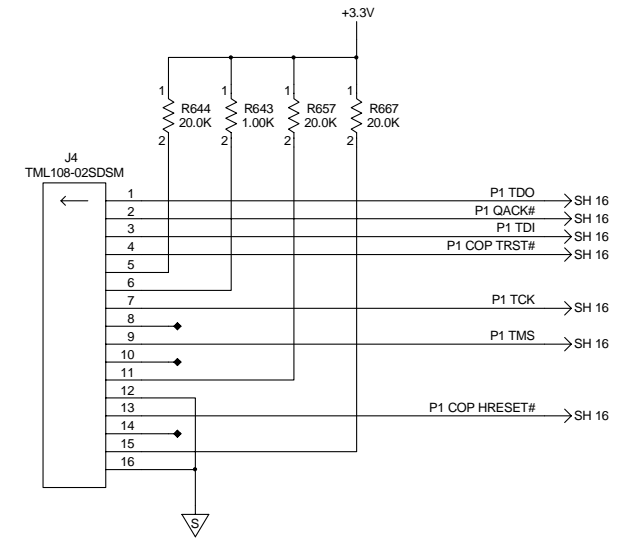 +3.3V
1 1 1 1
R644 R643 R657 R667
20.0K 1.00K 20.0K 20.0K
2 2 2 2
J4
TML108-02SDSM
1 P1 TDO SH 16
2 P1 QACK# SH 16
3 P1 TDI SH 16
4 P1 COP TRST# SH 16
5
6
7 P1 TCK SH 16
8
9 P1 TMS SH 16
10
11
12
13 P1 COP HRESET# SH 16
14
15
16
S